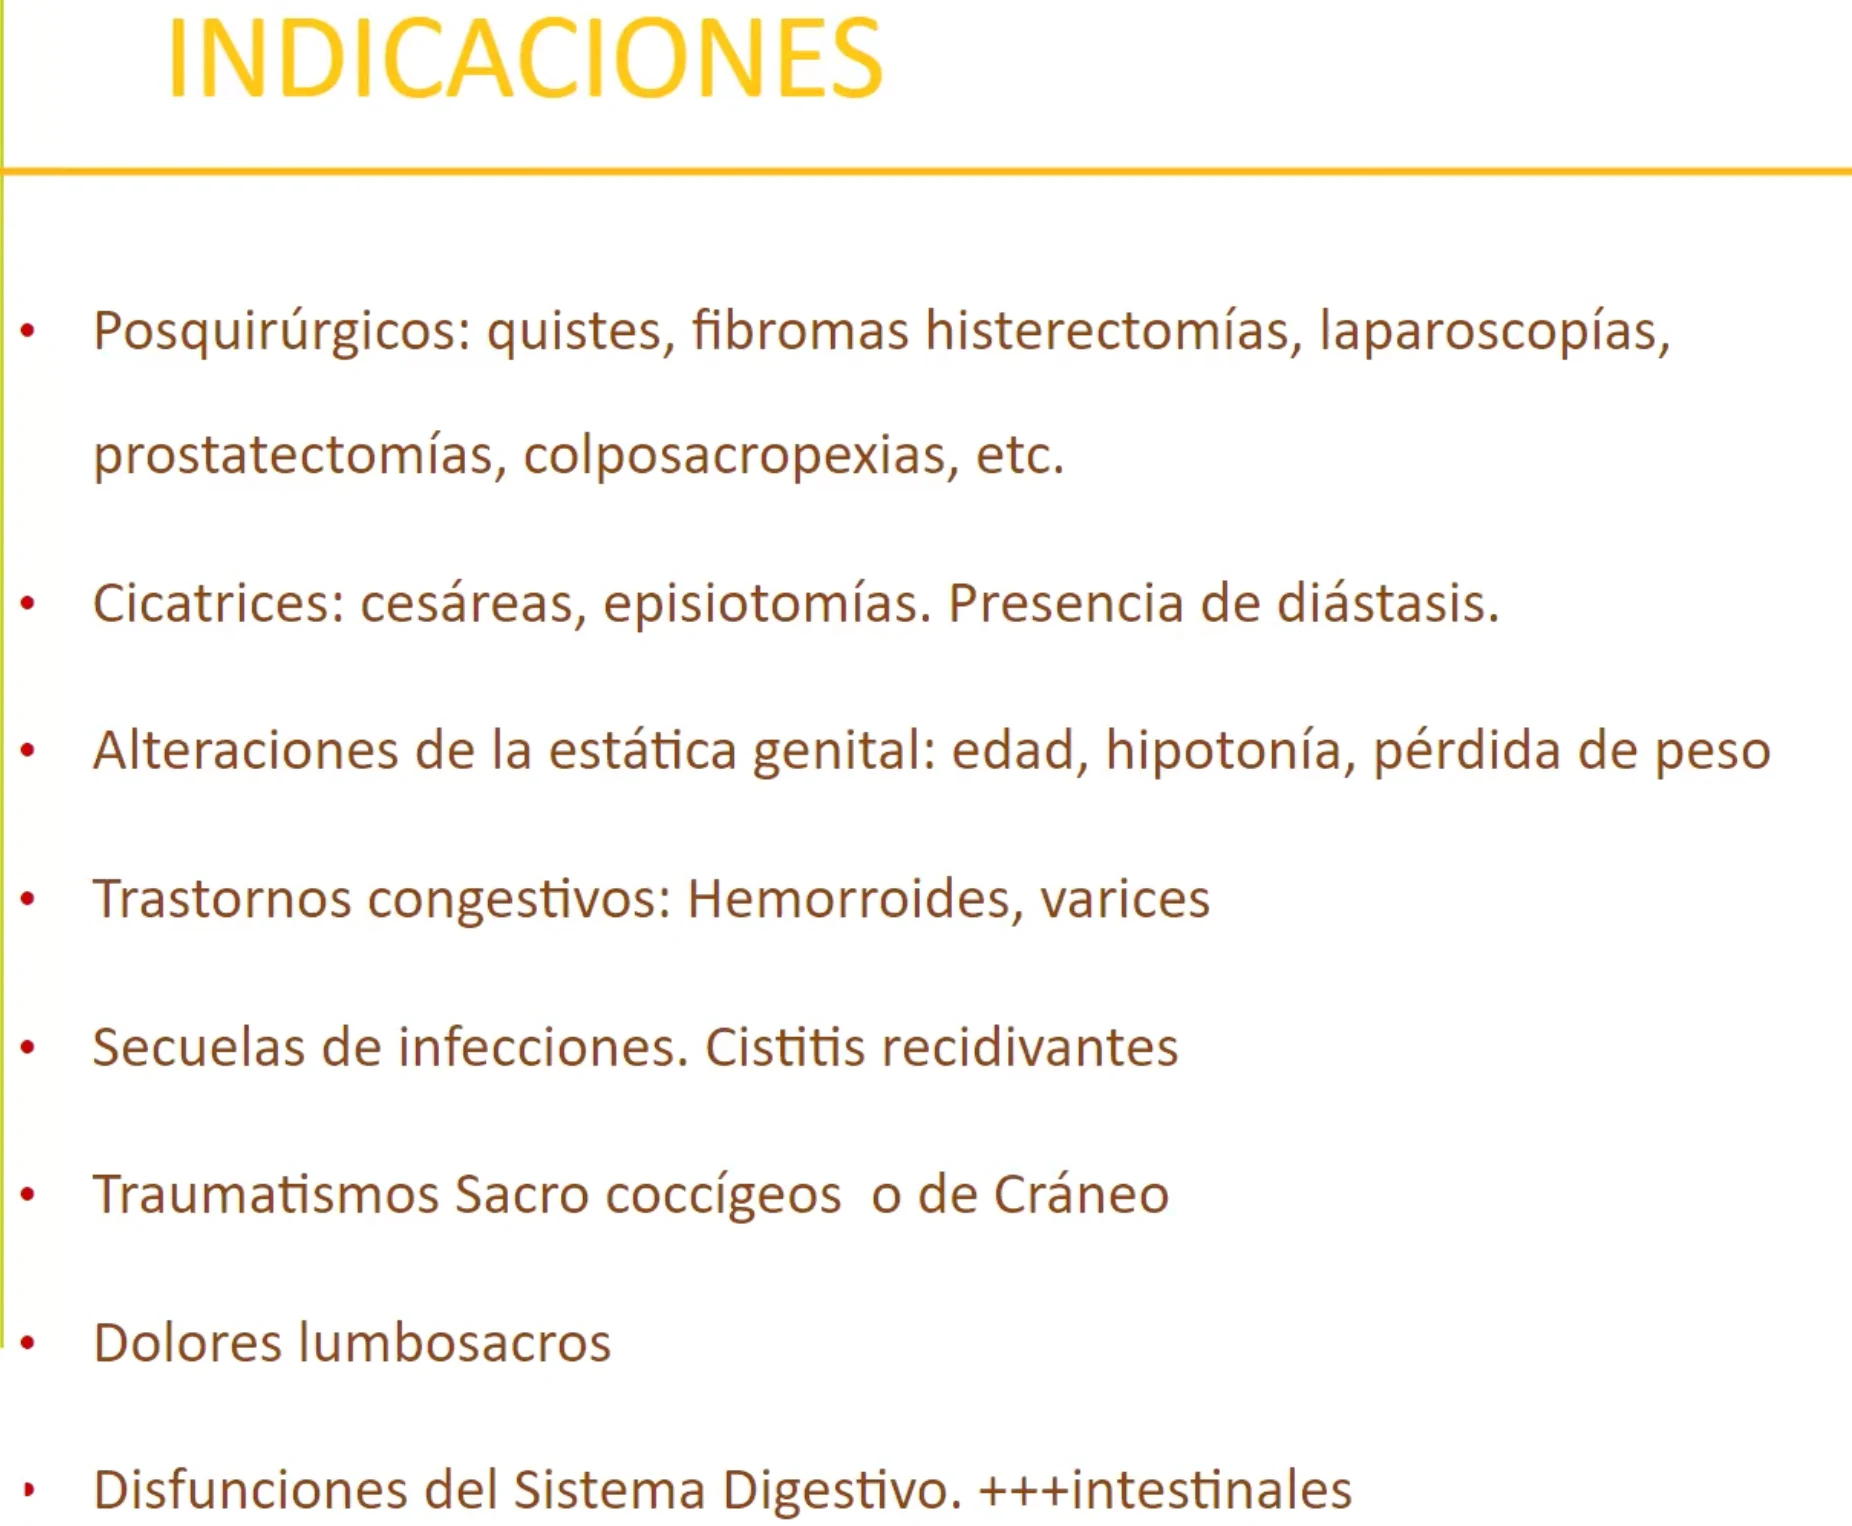 INDICACIONES
• Posquirúrgicos: quistes, fibromas histerectomías, laparoscopías,
prostatectomías, colposacropexias, etc.
• Cicatrices: cesáreas, episiotomías. Presencia de diástasis.
• Alteraciones de la estática genital: edad, hipotonía, pérdida de peso
• Trastornos congestivos: Hemorroides, varices
• Secuelas de infecciones. Cistitis recidivantes
• Traumatismos Sacro coccígeos  o de Cráneo
• Dolores lumbosacros
• Disfunciones del Sistema Digestivo. +++intestinales